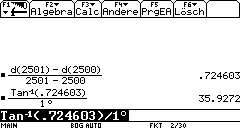 F1 F2 F3 F4 F5 F6
Algebra Calc Andere PrgEA Lösch
d(2501) - d(2500)
2501 - 2500
.724603
Tan⁻¹(.724603)
1°
35.9272
Tan⁻¹(.724603)/1°
MAIN BOG AUTO FKT 2/30